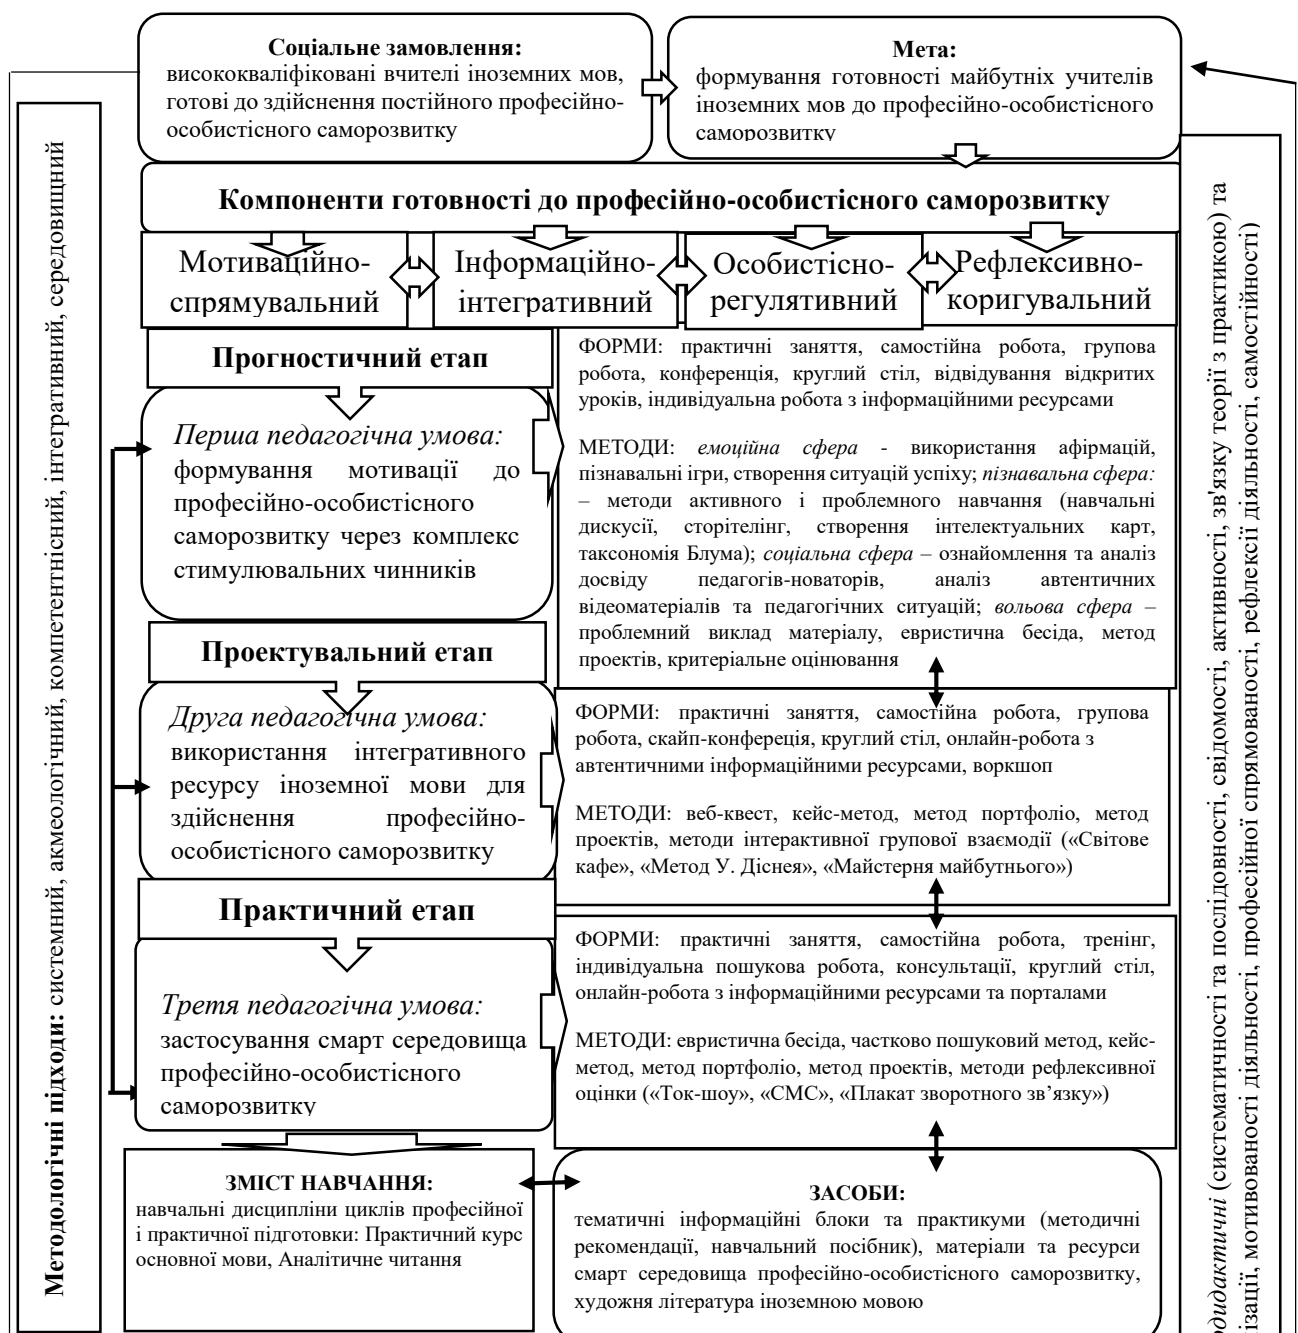 Соціальне замовлення:
висококваліфіковані вчителі іноземних мов,
готові до здійснення постійного професійно-
особистісного саморозвитку
Мета:
формування готовності майбутніх учителів
іноземних мов до професійно-особистісного
саморозвитку
Методологічні підходи: системний, акмеологічний, компетентнісний, інтегративний, середовищний
Компоненти готовності до професійно-особистісного саморозвитку
Мотиваційно-
спрямувальний
Інформаційно-
інтегративний
Особистісно-
регулятивний
Рефлексивно-
коригувальний
Прогностичний етап
Перша педагогічна умова:
формування мотивації до
професійно-особистісного
саморозвитку через комплекс
стимулювальних чинників
ФОРМИ: практичні заняття, самостійна робота, групова
робота, конференція, круглий стіл, відвідування відкритих
уроків, індивідуальна робота з інформаційними ресурсами
МЕТОДИ: емоційна сфера - використання афірмацій,
пізнавальні ігри, створення ситуацій успіху; пізнавальна сфера:
– методи активного і проблемного навчання (навчальні
дискусії, сторітелінг, створення інтелектуальних карт,
таксономія Блума); соціальна сфера – ознайомлення та аналіз
досвіду педагогів-новаторів, аналіз автентичних
відеоматеріалів та педагогічних ситуацій; вольова сфера –
проблемний виклад матеріалу, евристична бесіда, метод
проектів, критеріальне оцінювання
Проектувальний етап
Друга педагогічна умова:
використання інтегративного
ресурсу іноземної мови для
здійснення професійно-
особистісного саморозвитку
ФОРМИ: практичні заняття, самостійна робота, групова
робота, скайп-конфереція, круглий стіл, онлайн-робота з
автентичними інформаційними ресурсами, воркшоп
МЕТОДИ: веб-квест, кейс-метод, метод портфоліо, метод
проектів, методи інтерактивної групової взаємодії («Світове
кафе», «Метод У. Діснея», «Майстерня майбутнього»)
Практичний етап
Третя педагогічна умова:
застосування смарт середовища
професійно-особистісного
саморозвитку
ФОРМИ: практичні заняття, самостійна робота, тренінг,
індивідуальна пошукова робота, консультації, круглий стіл,
онлайн-робота з інформаційними ресурсами та порталами
МЕТОДИ: евристична бесіда, частково пошуковий метод, кейс-
метод, метод портфоліо, метод проектів, методи рефлексивної
оцінки («Ток-шоу», «СМС», «Плакат зворотного зв’язку»)
ЗМІСТ НАВЧАННЯ:
навчальні дисципліни циклів професійної
і практичної підготовки: Практичний курс
основної мови, Аналітичне читання
ЗАСОБИ:
тематичні інформаційні блоки та практикуми (методичні
рекомендації, навчальний посібник), матеріали та ресурси
смарт середовища професійно-особистісного саморозвитку,
художня література іноземною мовою
(систематичності та послідовності, свідомості, активності, зв'язку теорії з практикою) та
мотивованості діяльності, професійної спрямованості, рефлексії діяльності, самостійності)